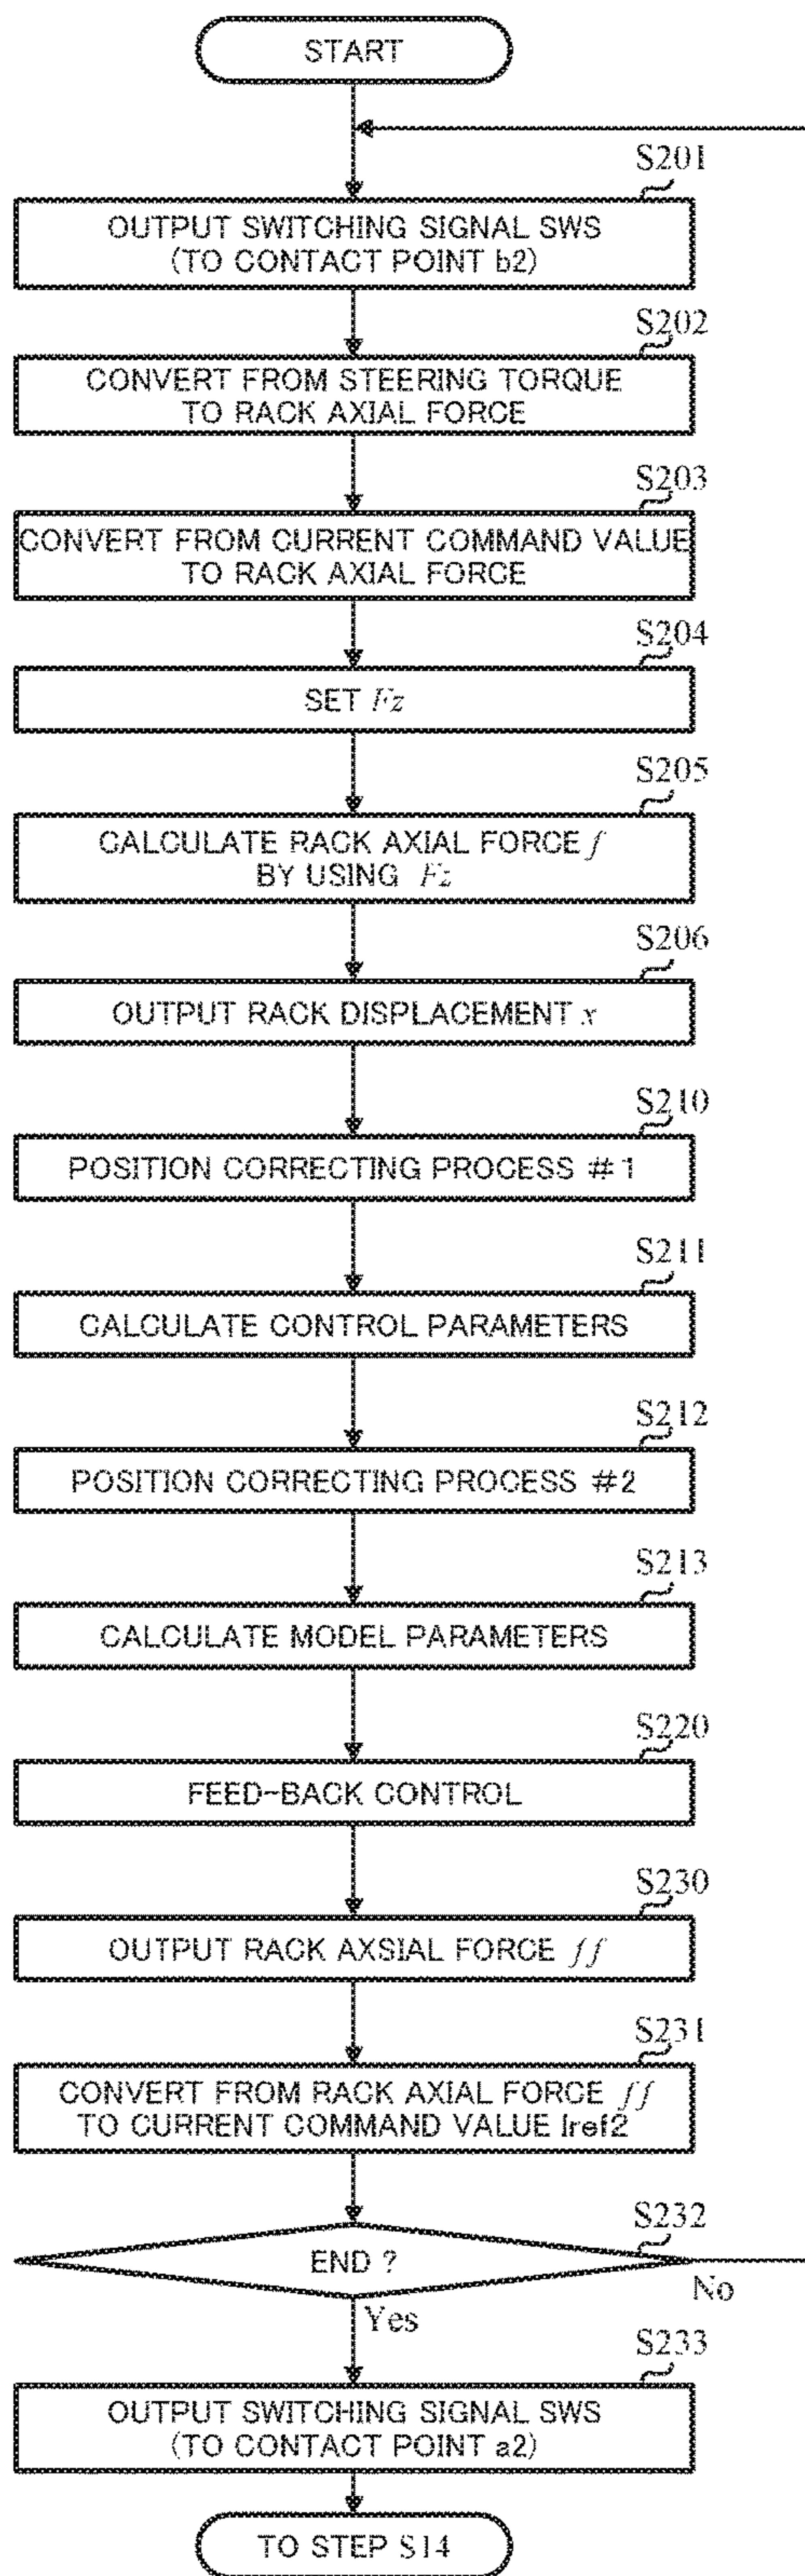 START
S201
OUTPUT SWITCHING SIGNAL SWS
(TO CONTACT POINT b2)
S202
CONVERT FROM STEERING TORQUE
TO RACK AXIAL FORCE
S203
CONVERT FROM CURRENT COMMAND VALUE
TO RACK AXIAL FORCE
S204
SET Fz
S205
CALCULATE RACK AXIAL FORCE f
BY USING Fz
S206
OUTPUT RACK DISPLACEMENT x
S210
POSITION CORRECTING PROCESS #1
S211
CALCULATE CONTROL PARAMETERS
S212
POSITION CORRECTING PROCESS #2
S213
CALCULATE MODEL PARAMETERS
S220
FEED-BACK CONTROL
S230
OUTPUT RACK AXSIAL FORCE ff
S231
CONVERT FROM RACK AXIAL FORCE ff
TO CURRENT COMMAND VALUE Iref2
S232
END ?
No
Yes
S233
OUTPUT SWITCHING SIGNAL SWS
(TO CONTACT POINT a2)
TO STEP S14